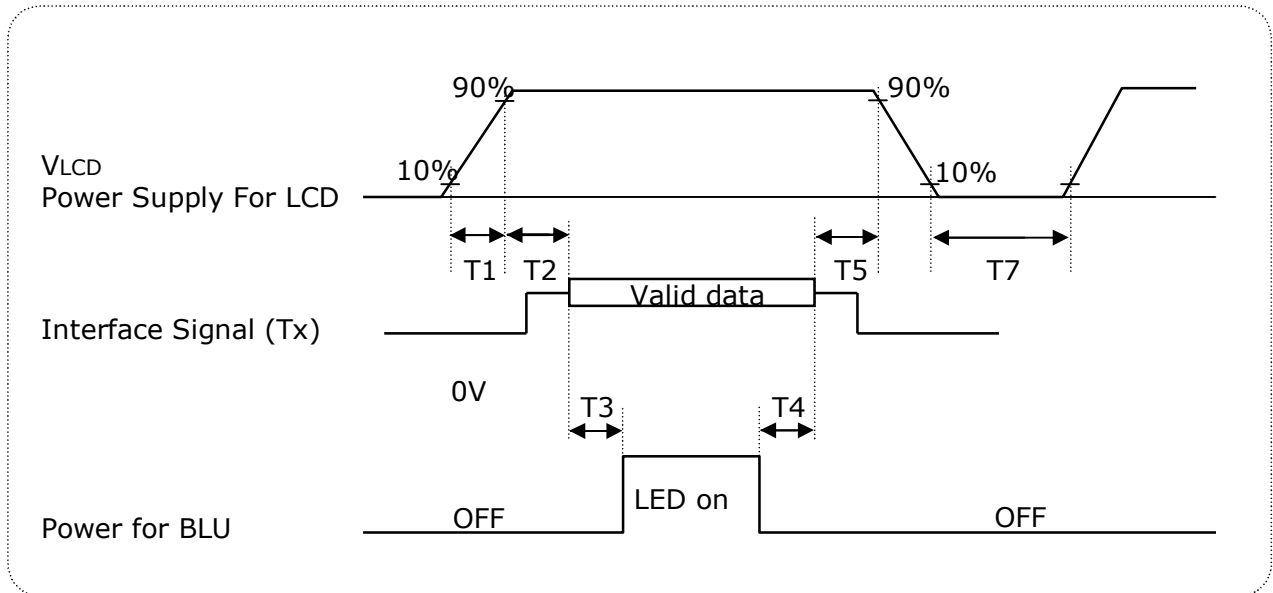 90%
90%
VLCD
10%
10%
Power Supply For LCD
T1
T2
T5
T7
Valid data
Interface Signal (Tx)
0V
T3
T4
LED on
Power for BLU
OFF
OFF